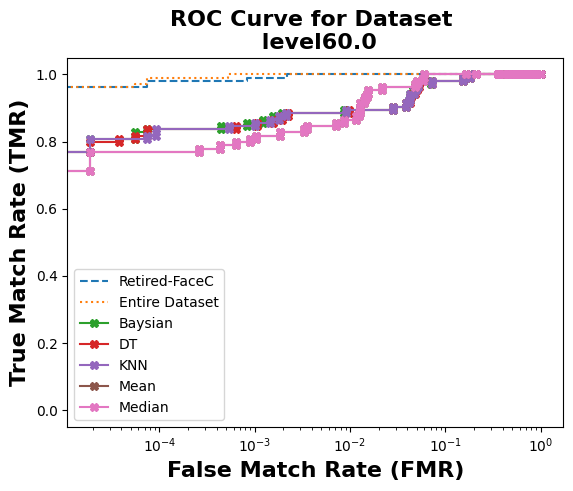 ROC Curve for Dataset
level60.0
True Match Rate (TMR)
1.0
0.8
0.6
0.4
0.2
0.0
Retired-FaceC
Entire Dataset
Baysian
DT
KNN
Mean
Median
10⁻⁴ 10⁻³ 10⁻² 10⁻¹ 10⁰
False Match Rate (FMR)